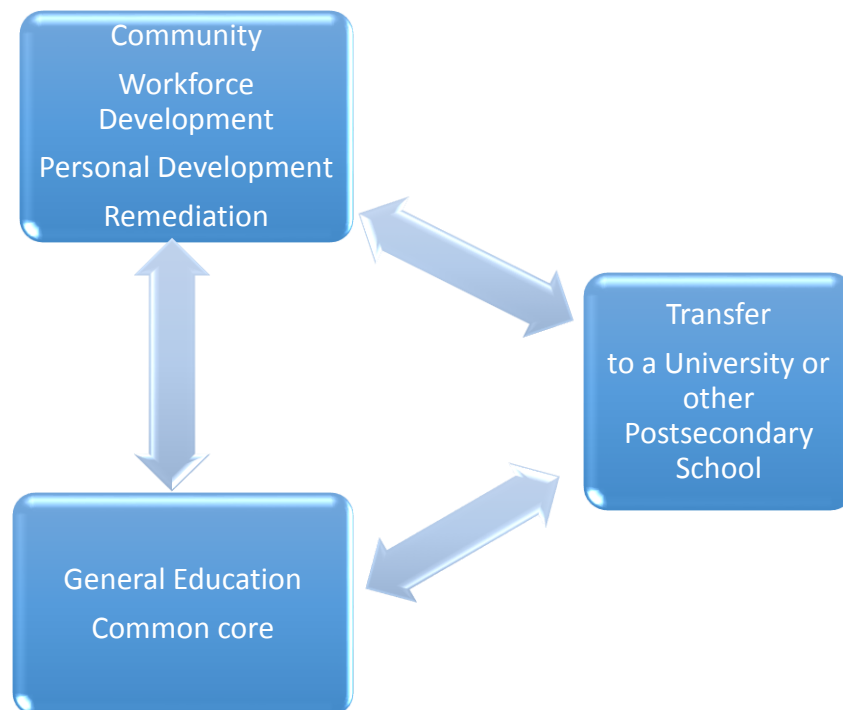 Community
Workforce
Development
Personal Development
Remediation
Transfer
to a University or
other
Postsecondary
School
General Education
Common core